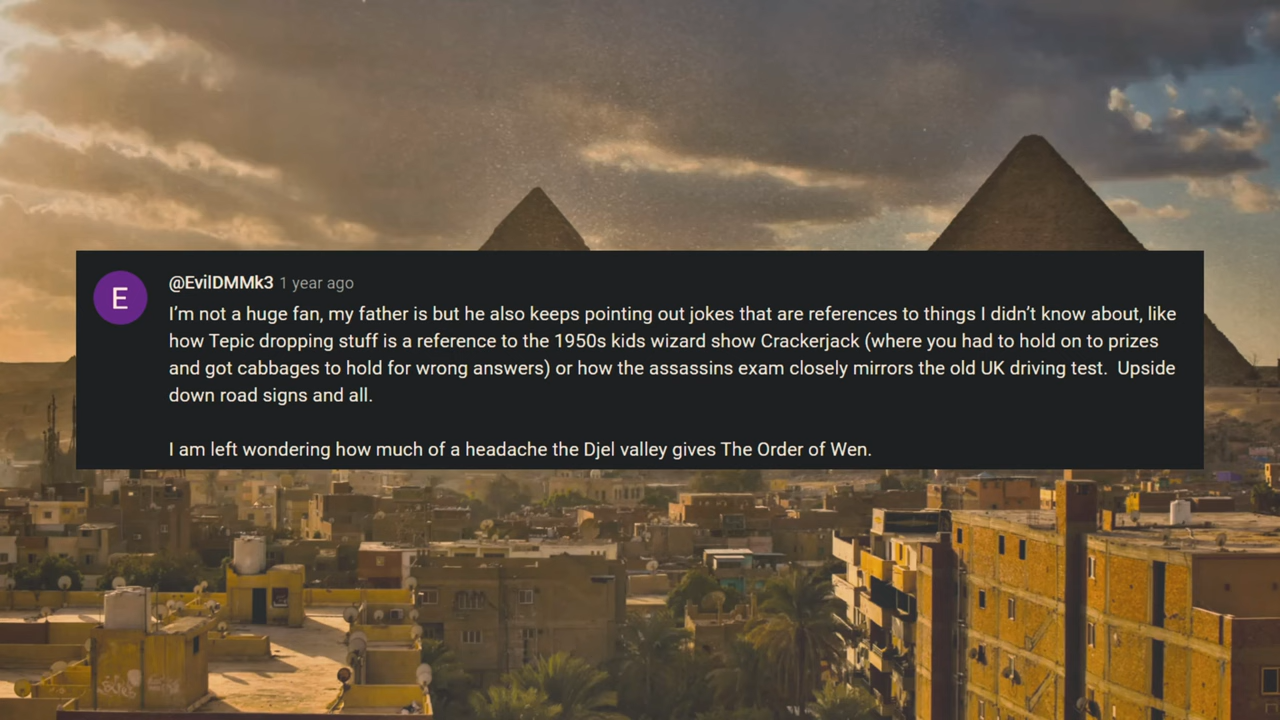 E
@EvilDMMk3 1 year ago
I’m not a huge fan, my father is but he also keeps pointing out jokes that are references to things I didn’t know about, like
how Tepic dropping stuff is a reference to the 1950s kids wizard show Crackerjack (where you had to hold on to prizes
and got cabbages to hold for wrong answers) or how the assassins exam closely mirrors the old UK driving test.  Upside
down road signs and all.
I am left wondering how much of a headache the Djel valley gives The Order of Wen.